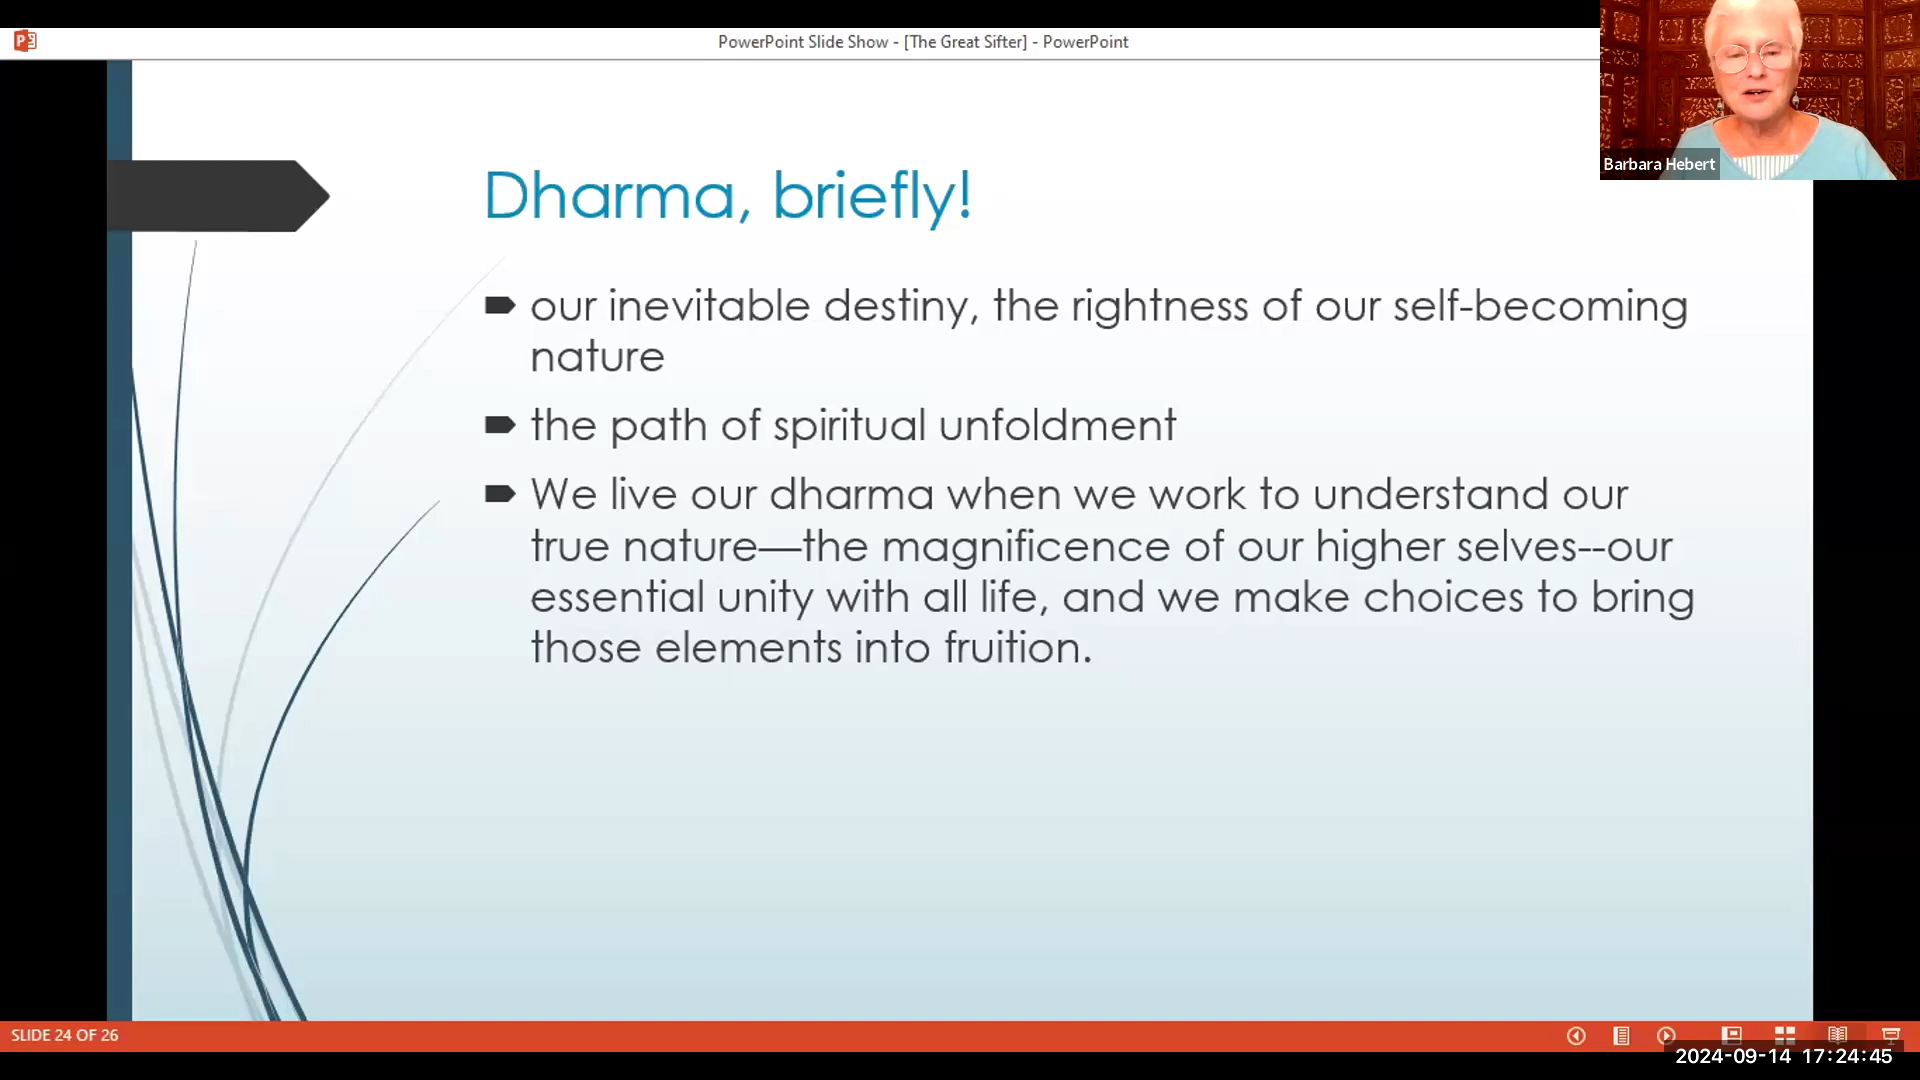 PowerPoint Slide Show - [The Great Sifter] - PowerPoint
Barbara Hebert
Dharma, briefly!
our inevitable destiny, the rightness of our self-becoming
nature
the path of spiritual unfoldment
We live our dharma when we work to understand our
true nature—the magnificence of our higher selves--our
essential unity with all life, and we make choices to bring
those elements into fruition.
SLIDE 24 OF 26
2024-09-14 17:24:45